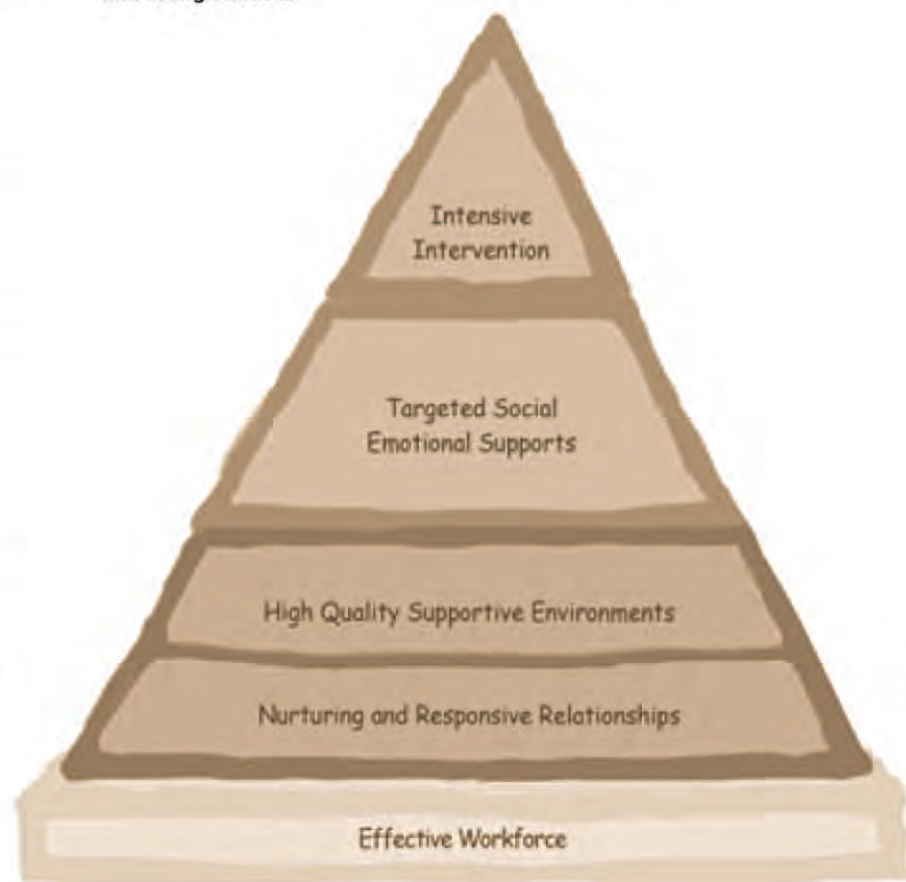 Intensive
Intervention
Targeted Social
Emotional Supports
High Quality Supportive Environments
Nurturing and Responsive Relationships
Effective Workforce